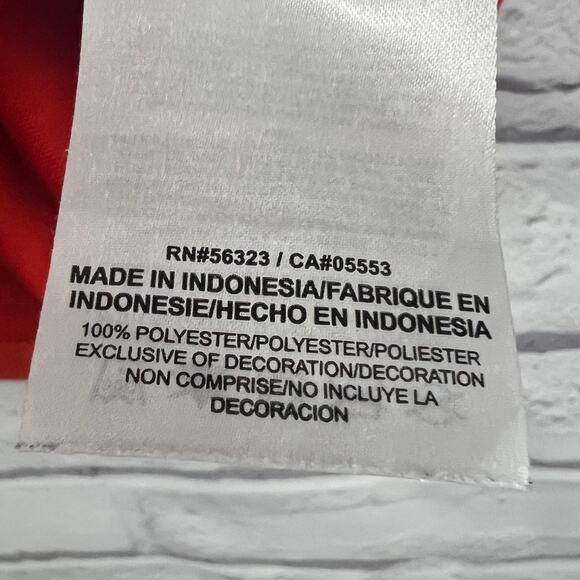 RN#56323 / CA#05553
MADE IN INDONESIA/FABRIQUE EN
INDONESIE/HECHO EN INDONESIA
100% POLYESTER/POLYESTER/POLIESTER
EXCLUSIVE OF DECORATION/DECORATION
NON COMPRISE/NO INCLUYE LA
DECORACION